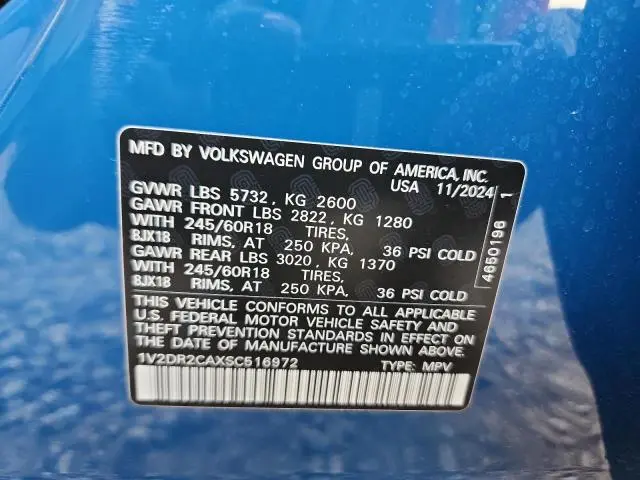 MFD BY VOLKSWAGEN GROUP OF AMERICA, INC.
USA 11/2024
GVWR LBS 5732, KG 2600
GAWR FRONT LBS 2822, KG 1280
WITH 245/60R18 TIRES,
8JX18 RIMS, AT 250 KPA, 36 PSI COLD
GAWR REAR LBS 3020, KG 1370
WITH 245/60R18 TIRES,
8JX18 RIMS, AT 250 KPA, 36 PSI COLD
THIS VEHICLE CONFORMS TO ALL APPLICABLE
U.S. FEDERAL MOTOR VEHICLE SAFETY AND
THEFT PREVENTION STANDARDS IN EFFECT ON
THE DATE OF MANUFACTURE SHOWN ABOVE.
1V2DR2CAXSC516972 TYPE: MPV
4650196 1